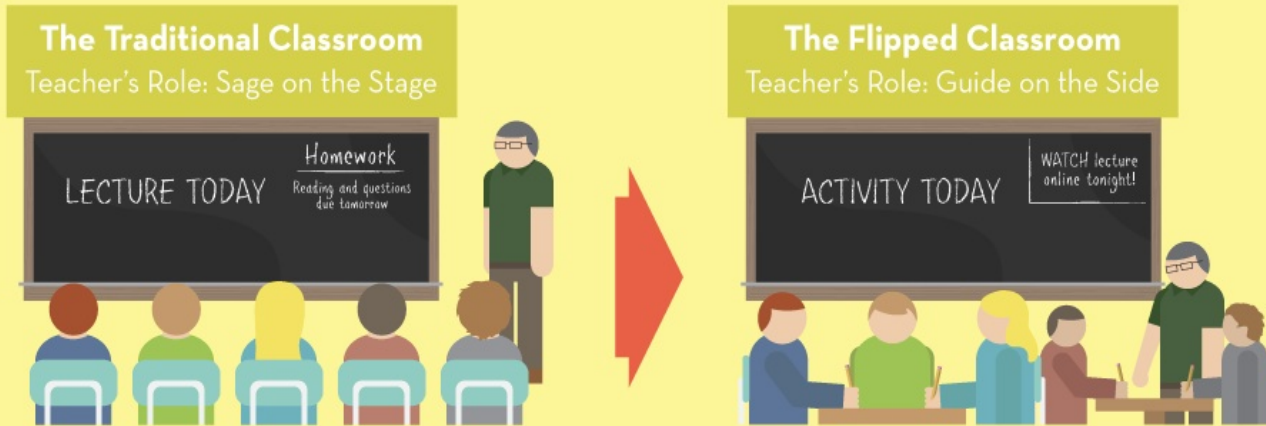 The Traditional Classroom
Teacher's Role: Sage on the Stage
LECTURE TODAY
Homework
Reading and questions
due tomorrow
The Flipped Classroom
Teacher's Role: Guide on the Side
ACTIVITY TODAY
WATCH lecture
online tonight!